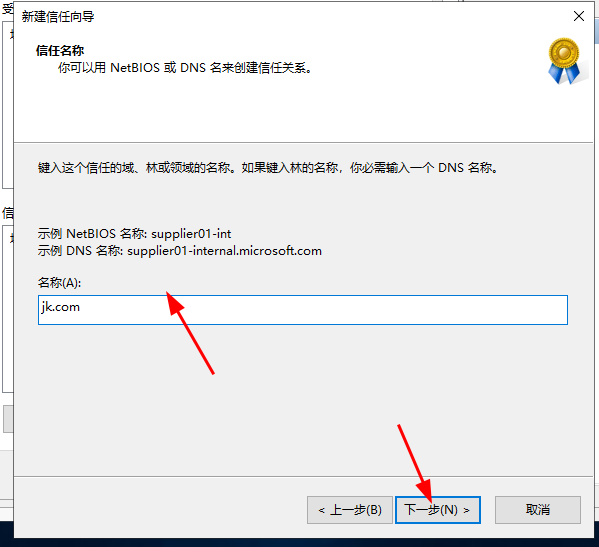 新建信任向导
信任名称
你可以用 NetBIOS 或 DNS 名来创建信任关系。
键入这个信任的域、林或领域的名称。如果键入林的名称，你必需输入一个 DNS 名称。
示例 NetBIOS 名称: supplier01-int
示例 DNS 名称: supplier01-internal.microsoft.com
名称(A):
jk.com
< 上一步(B)
下一步(N) >
取消